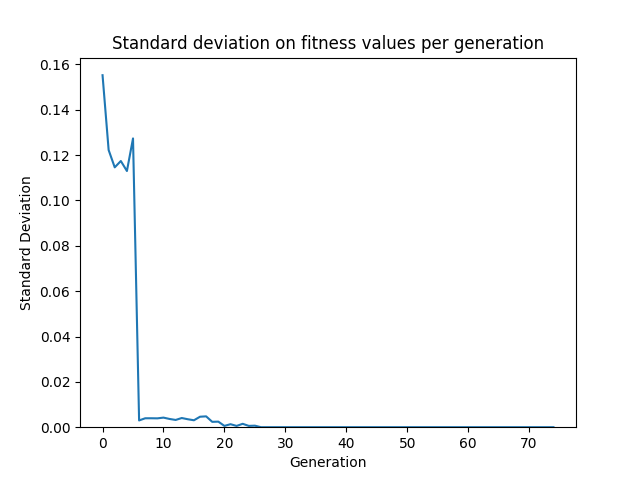 Standard deviation on fitness values per generation
0.16
0.14
0.12
0.10
0.08
0.06
0.04
0.02
0.00
Standard Deviation
0 10 20 30 40 50 60 70
Generation